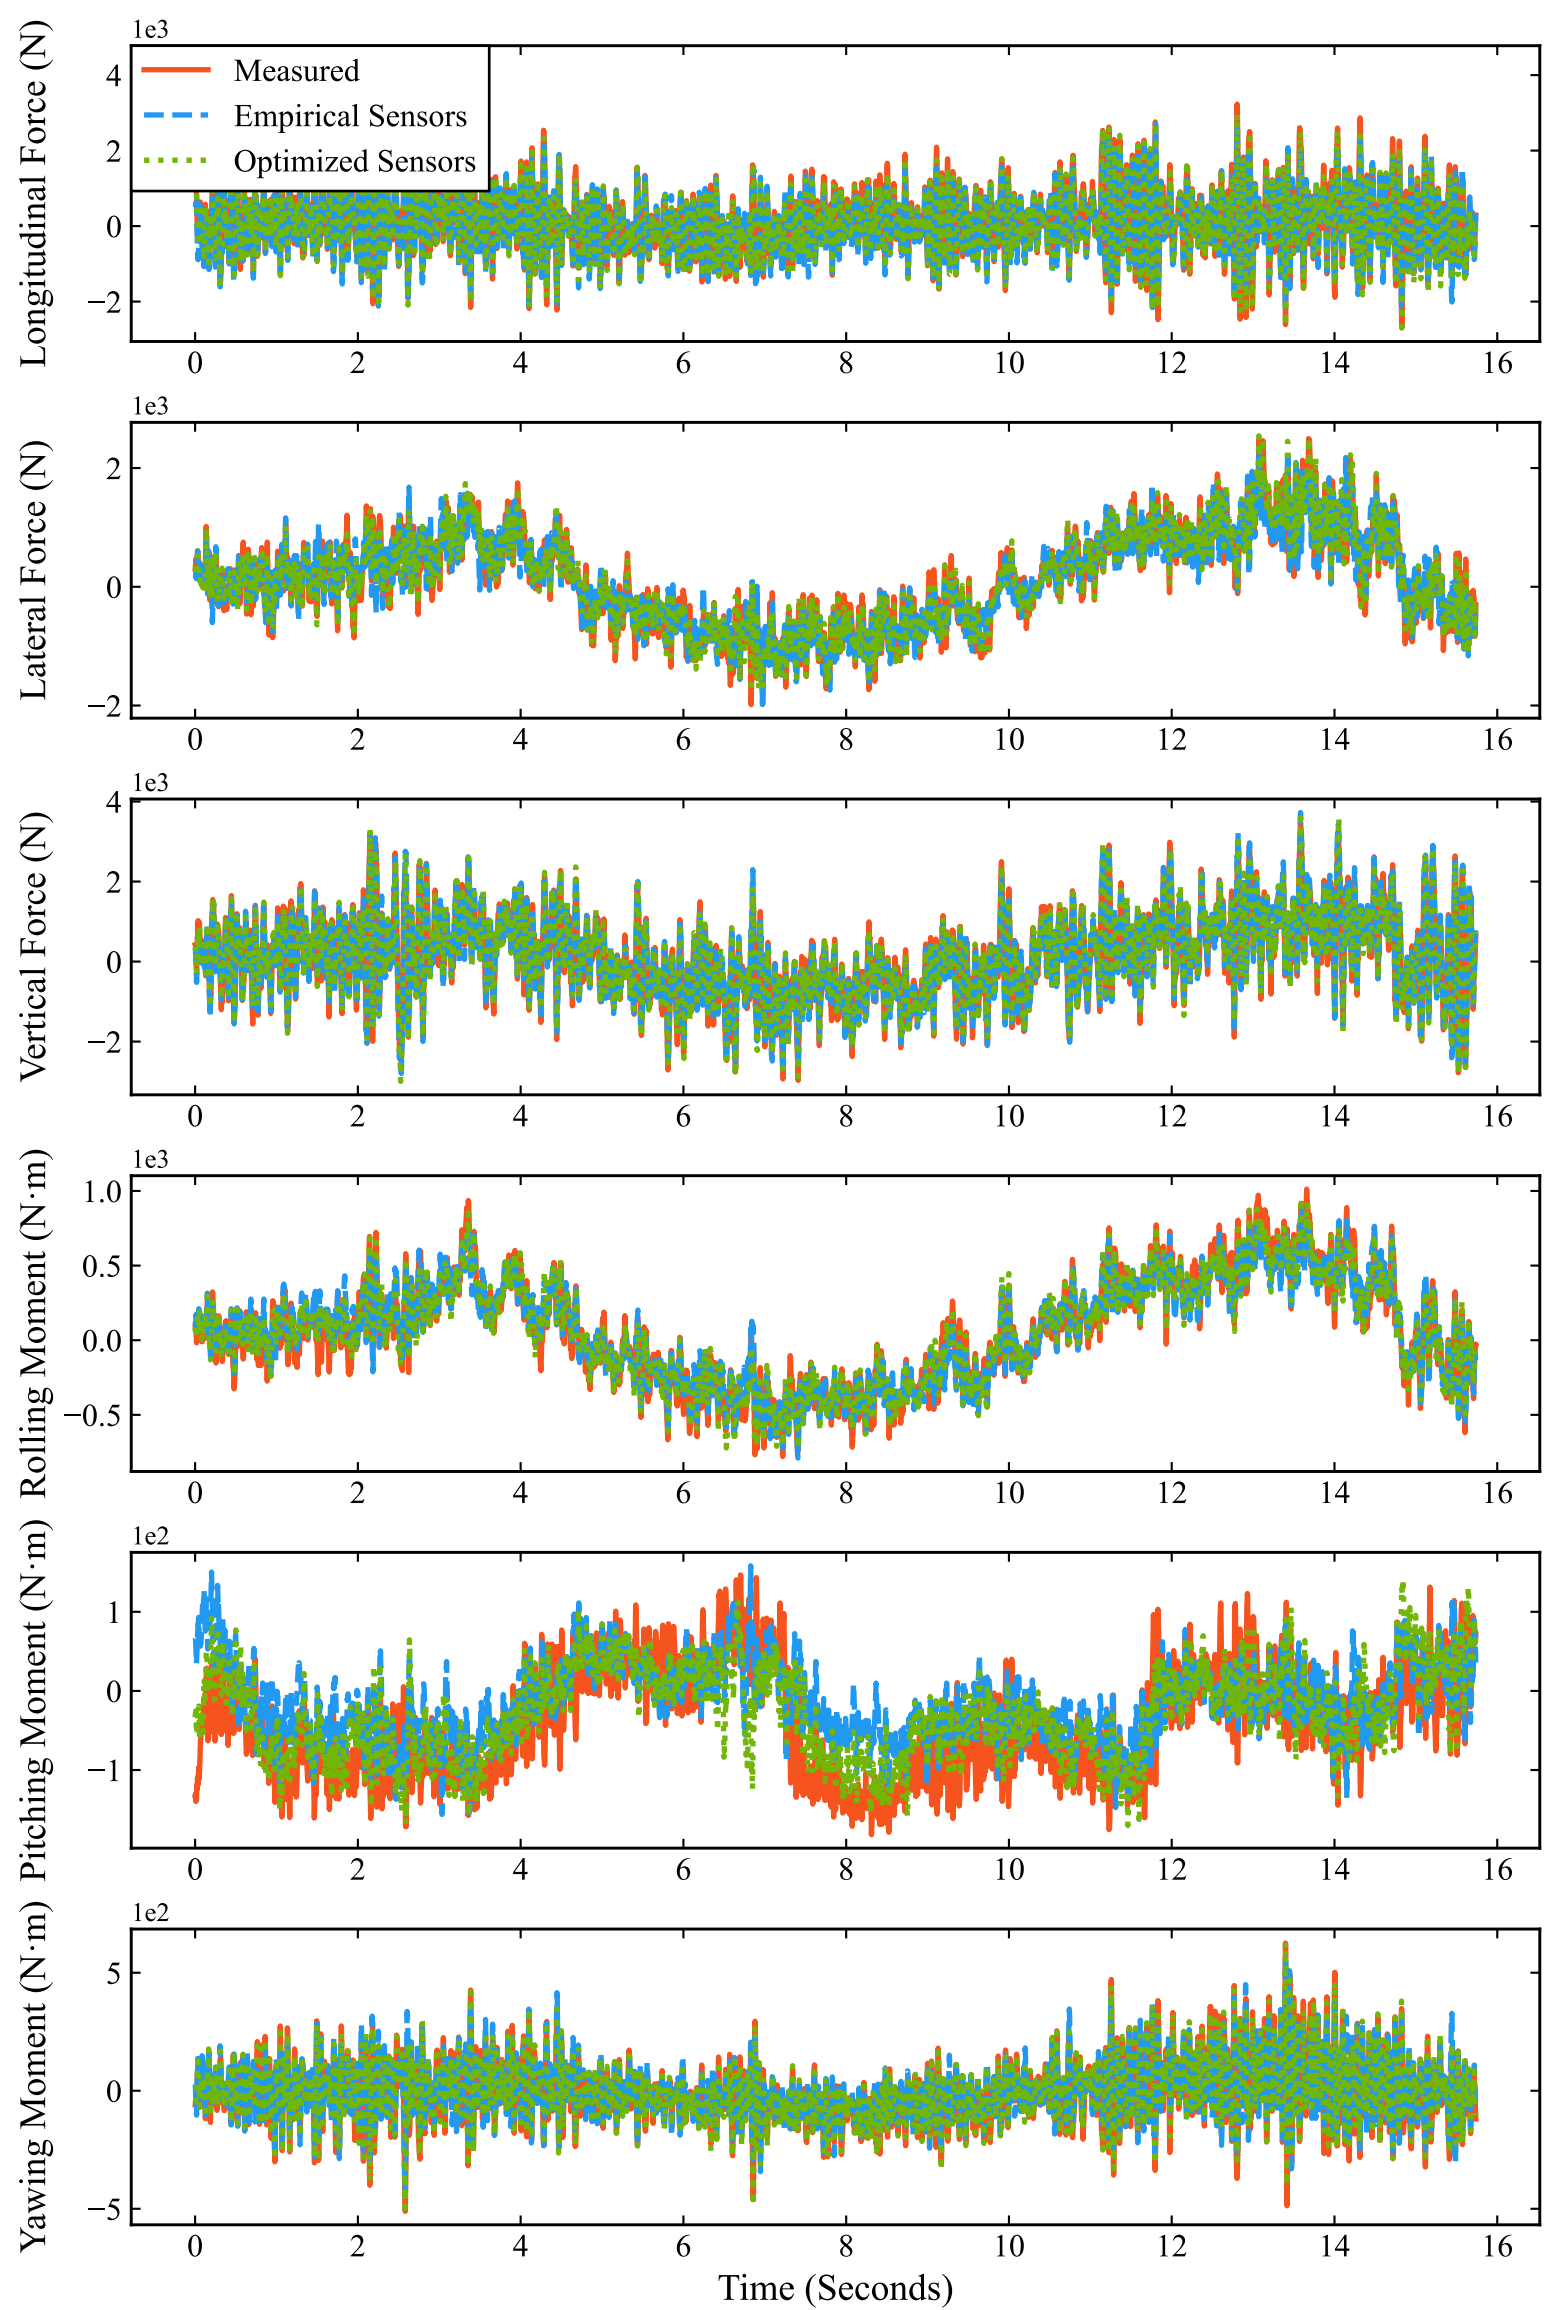 1e3
Longitudinal Force (N)
4
2
0
−2
Measured
Empirical Sensors
Optimized Sensors
0 2 4 6 8 10 12 14 16
1e3
Lateral Force (N)
2
0
−2
0 2 4 6 8 10 12 14 16
1e3
Vertical Force (N)
4
2
0
−2
0 2 4 6 8 10 12 14 16
1e3
Rolling Moment (N·m)
1.0
0.5
0.0
−0.5
0 2 4 6 8 10 12 14 16
1e2
Pitching Moment (N·m)
1
0
−1
0 2 4 6 8 10 12 14 16
1e2
Yawing Moment (N·m)
5
0
−5
0 2 4 6 8 10 12 14 16
Time (Seconds)